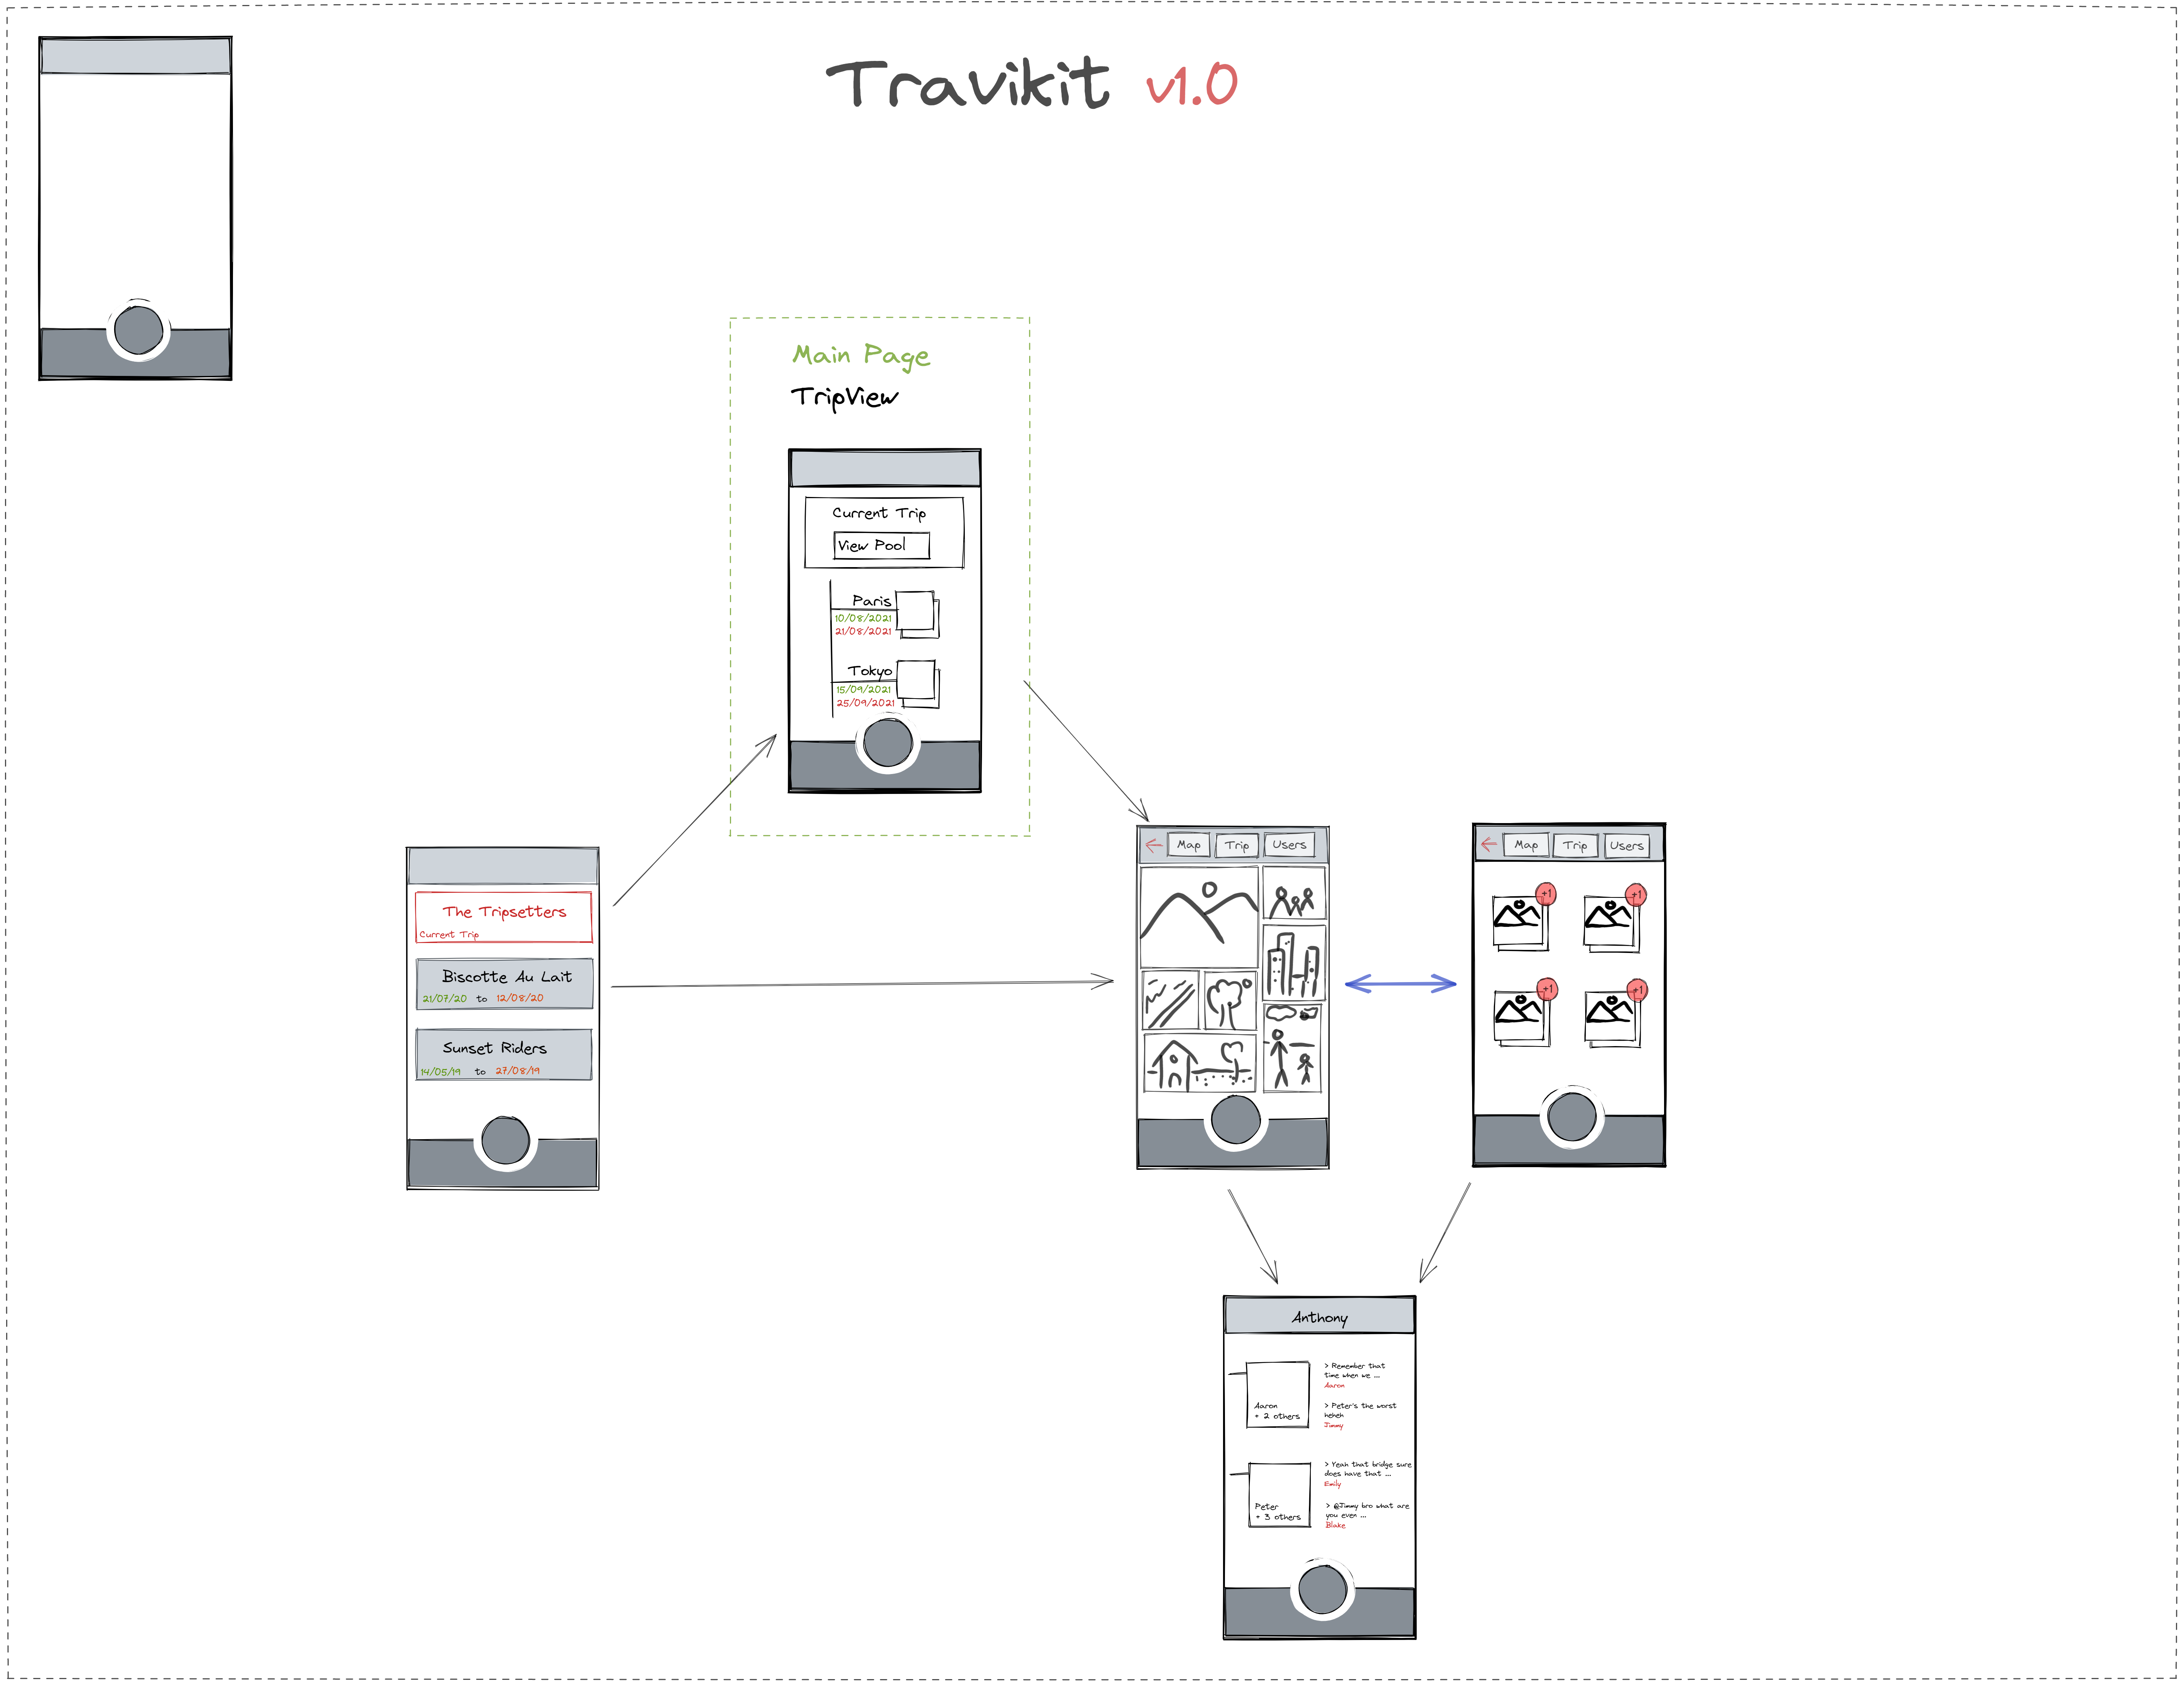 Travikit v1.0
Main Page
TripView
Current Trip
View Pool
Paris
10/08/2021
21/08/2021
Tokyo
15/09/2021
25/09/2021
The Tripsetters
Current Trip
Biscotte Au Lait
21/07/20 to 12/08/20
Sunset Riders
14/05/19 to 27/08/19
Map Trip Users
Map Trip Users
+1 +1
+1 +1
Anthony
> Remember that
time when we ...
Aaron
> Peter's the worst
heheh
Jimmy
Aaron
+ 2 others
> Yeah that bridge sure
does have that ...
Emily
> @Jimmy bro what are
you even ...
Blake
Peter
+ 3 others